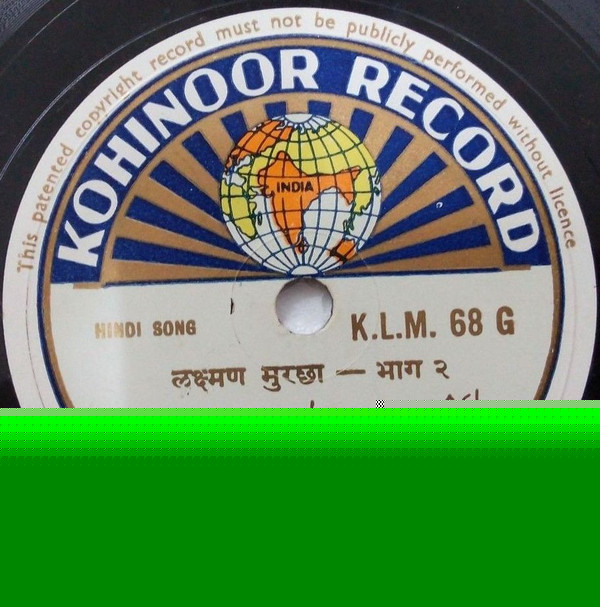 This patented copyright record must not be publicly performed without licence
KOHINOOR RECORD
INDIA
HINDI SONG
K.L.M. 68 G
लक्ष्मण मुरछा — भाग २